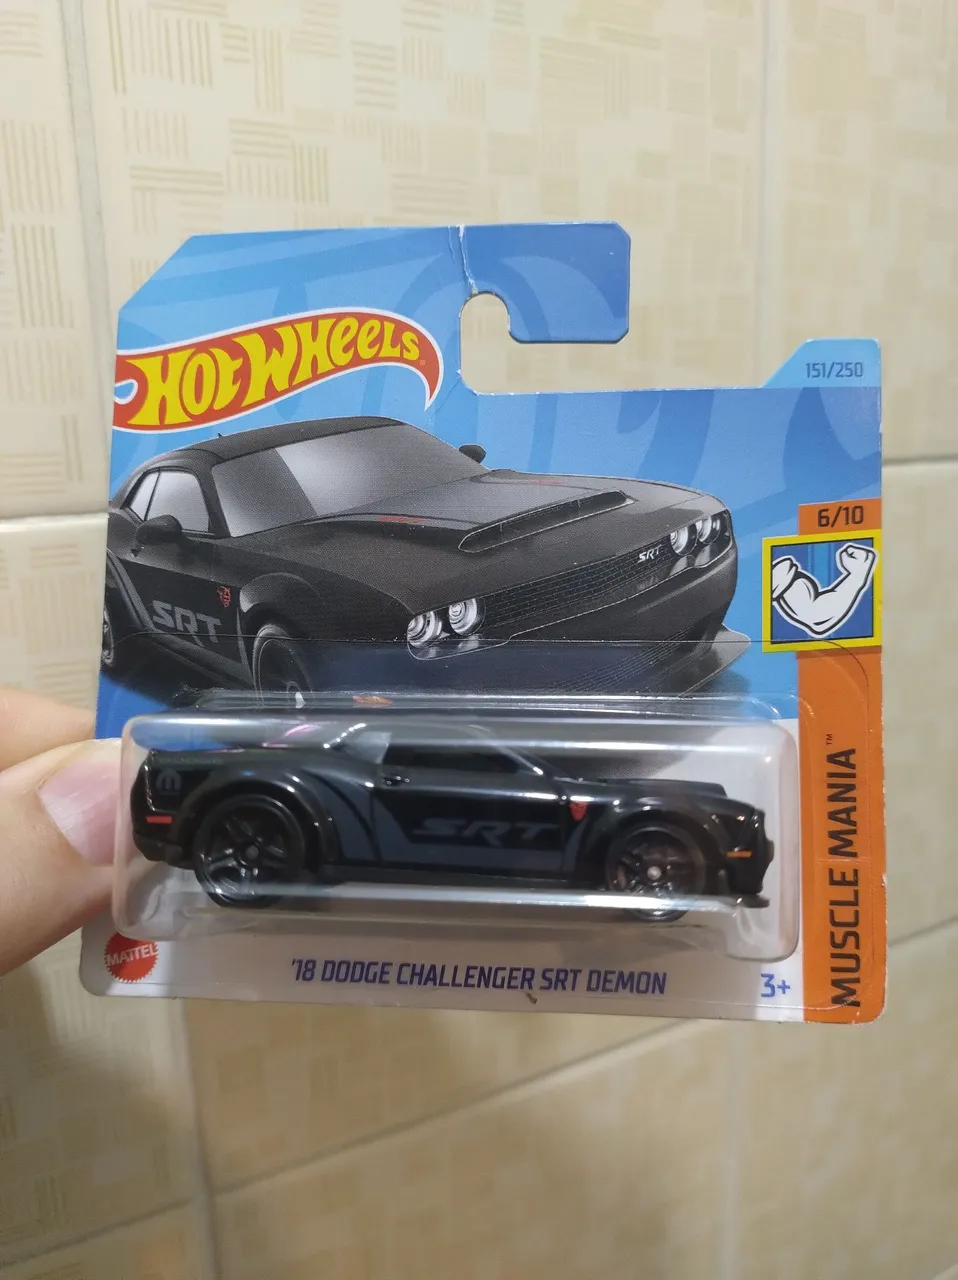 HOT WHEELS
151/250
6/10
SRT
SRT
SRT
MUSCLE MANIA™
MATTEL
'18 DODGE CHALLENGER SRT DEMON
3+